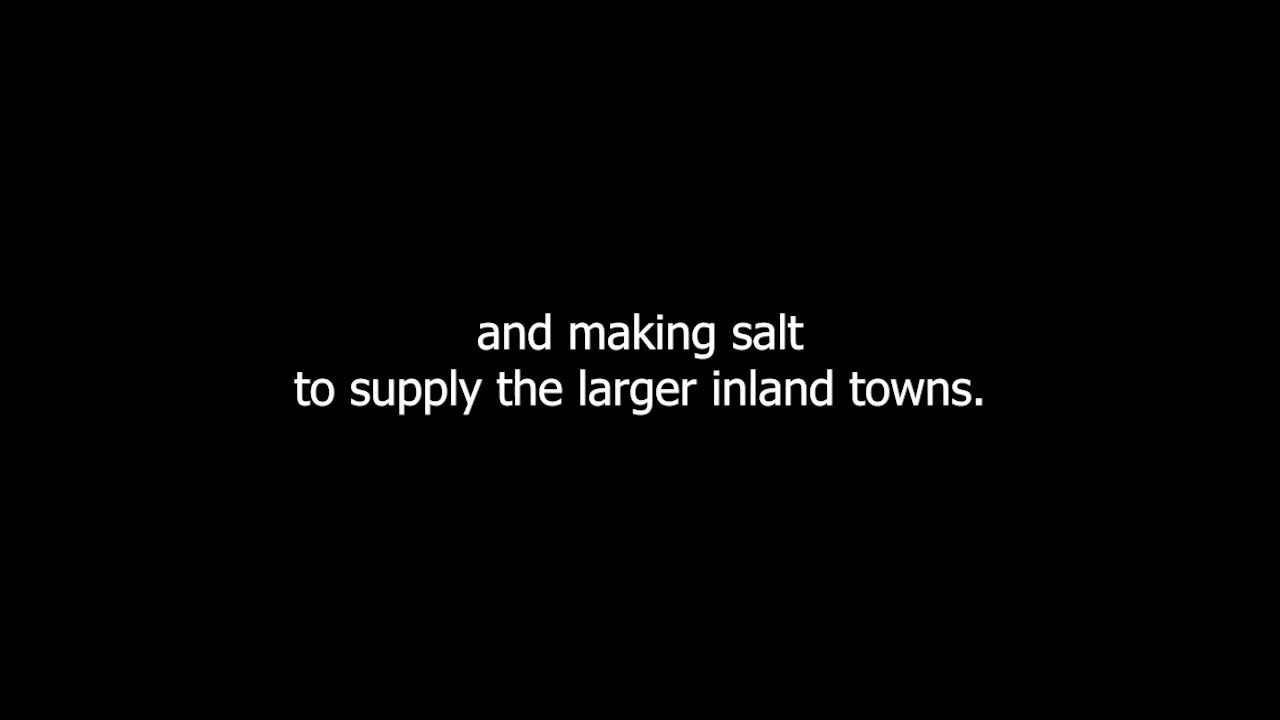 and making salt
to supply the larger inland towns.